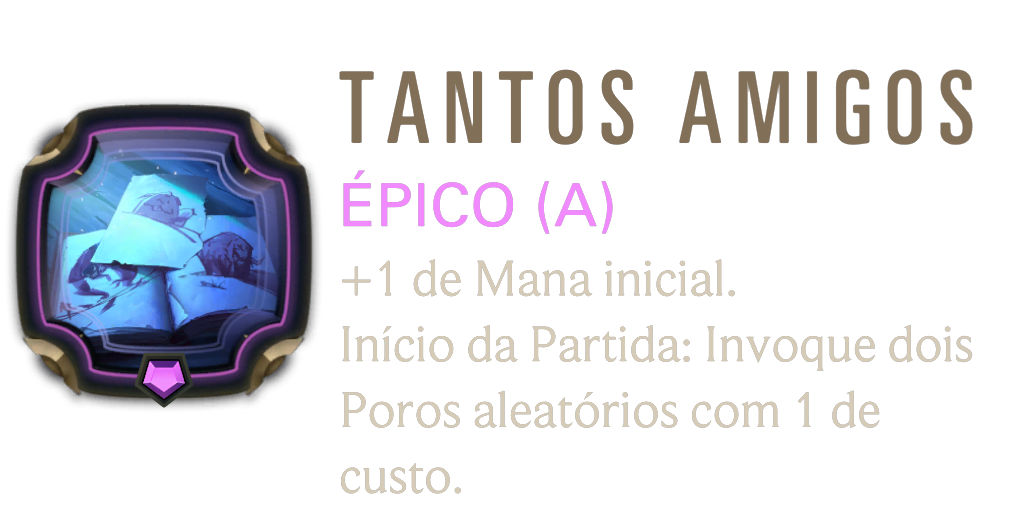 TANTOS AMIGOS
ÉPICO (A)
+1 de Mana inicial.
Início da Partida: Invoque dois
Poros aleatórios com 1 de
custo.